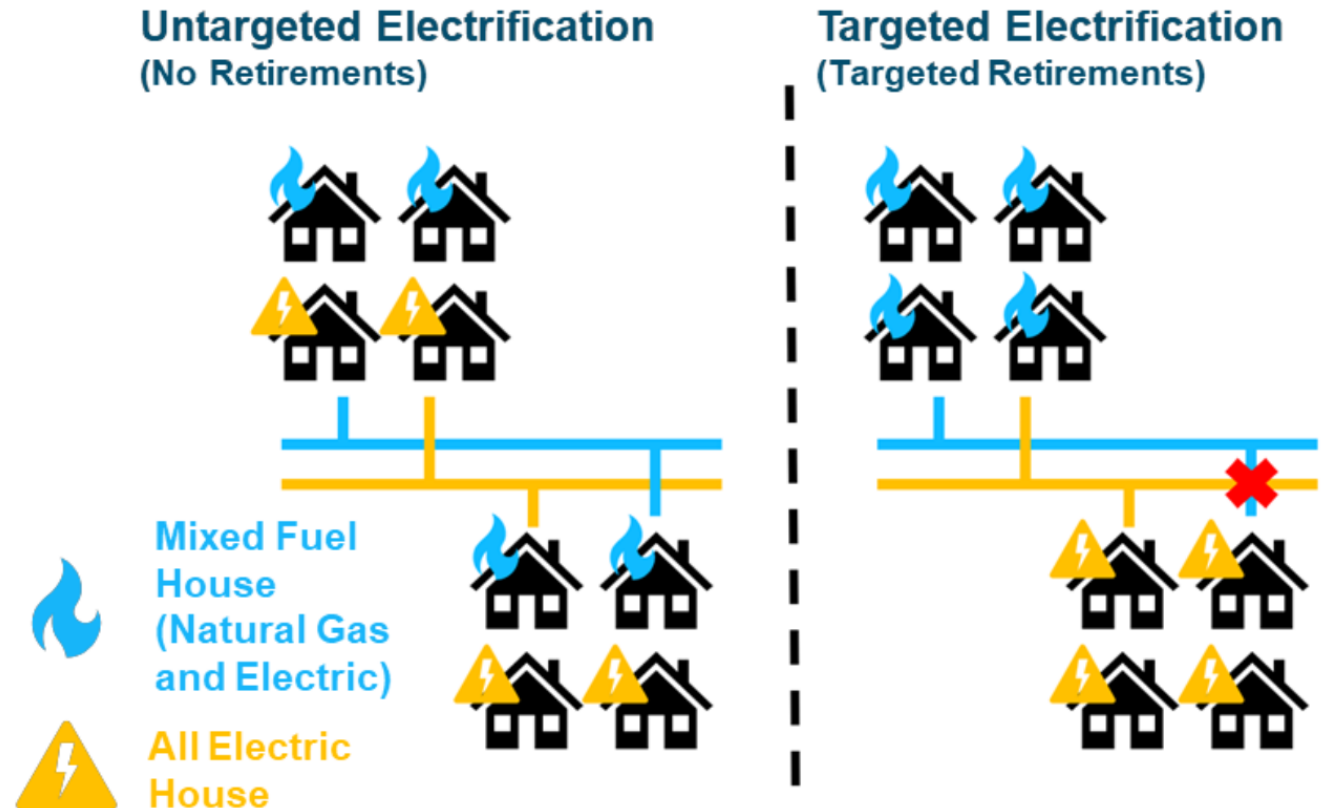 Untargeted Electrification
(No Retirements)
Targeted Electrification
(Targeted Retirements)
Mixed Fuel
House
(Natural Gas
and Electric)
All Electric
House